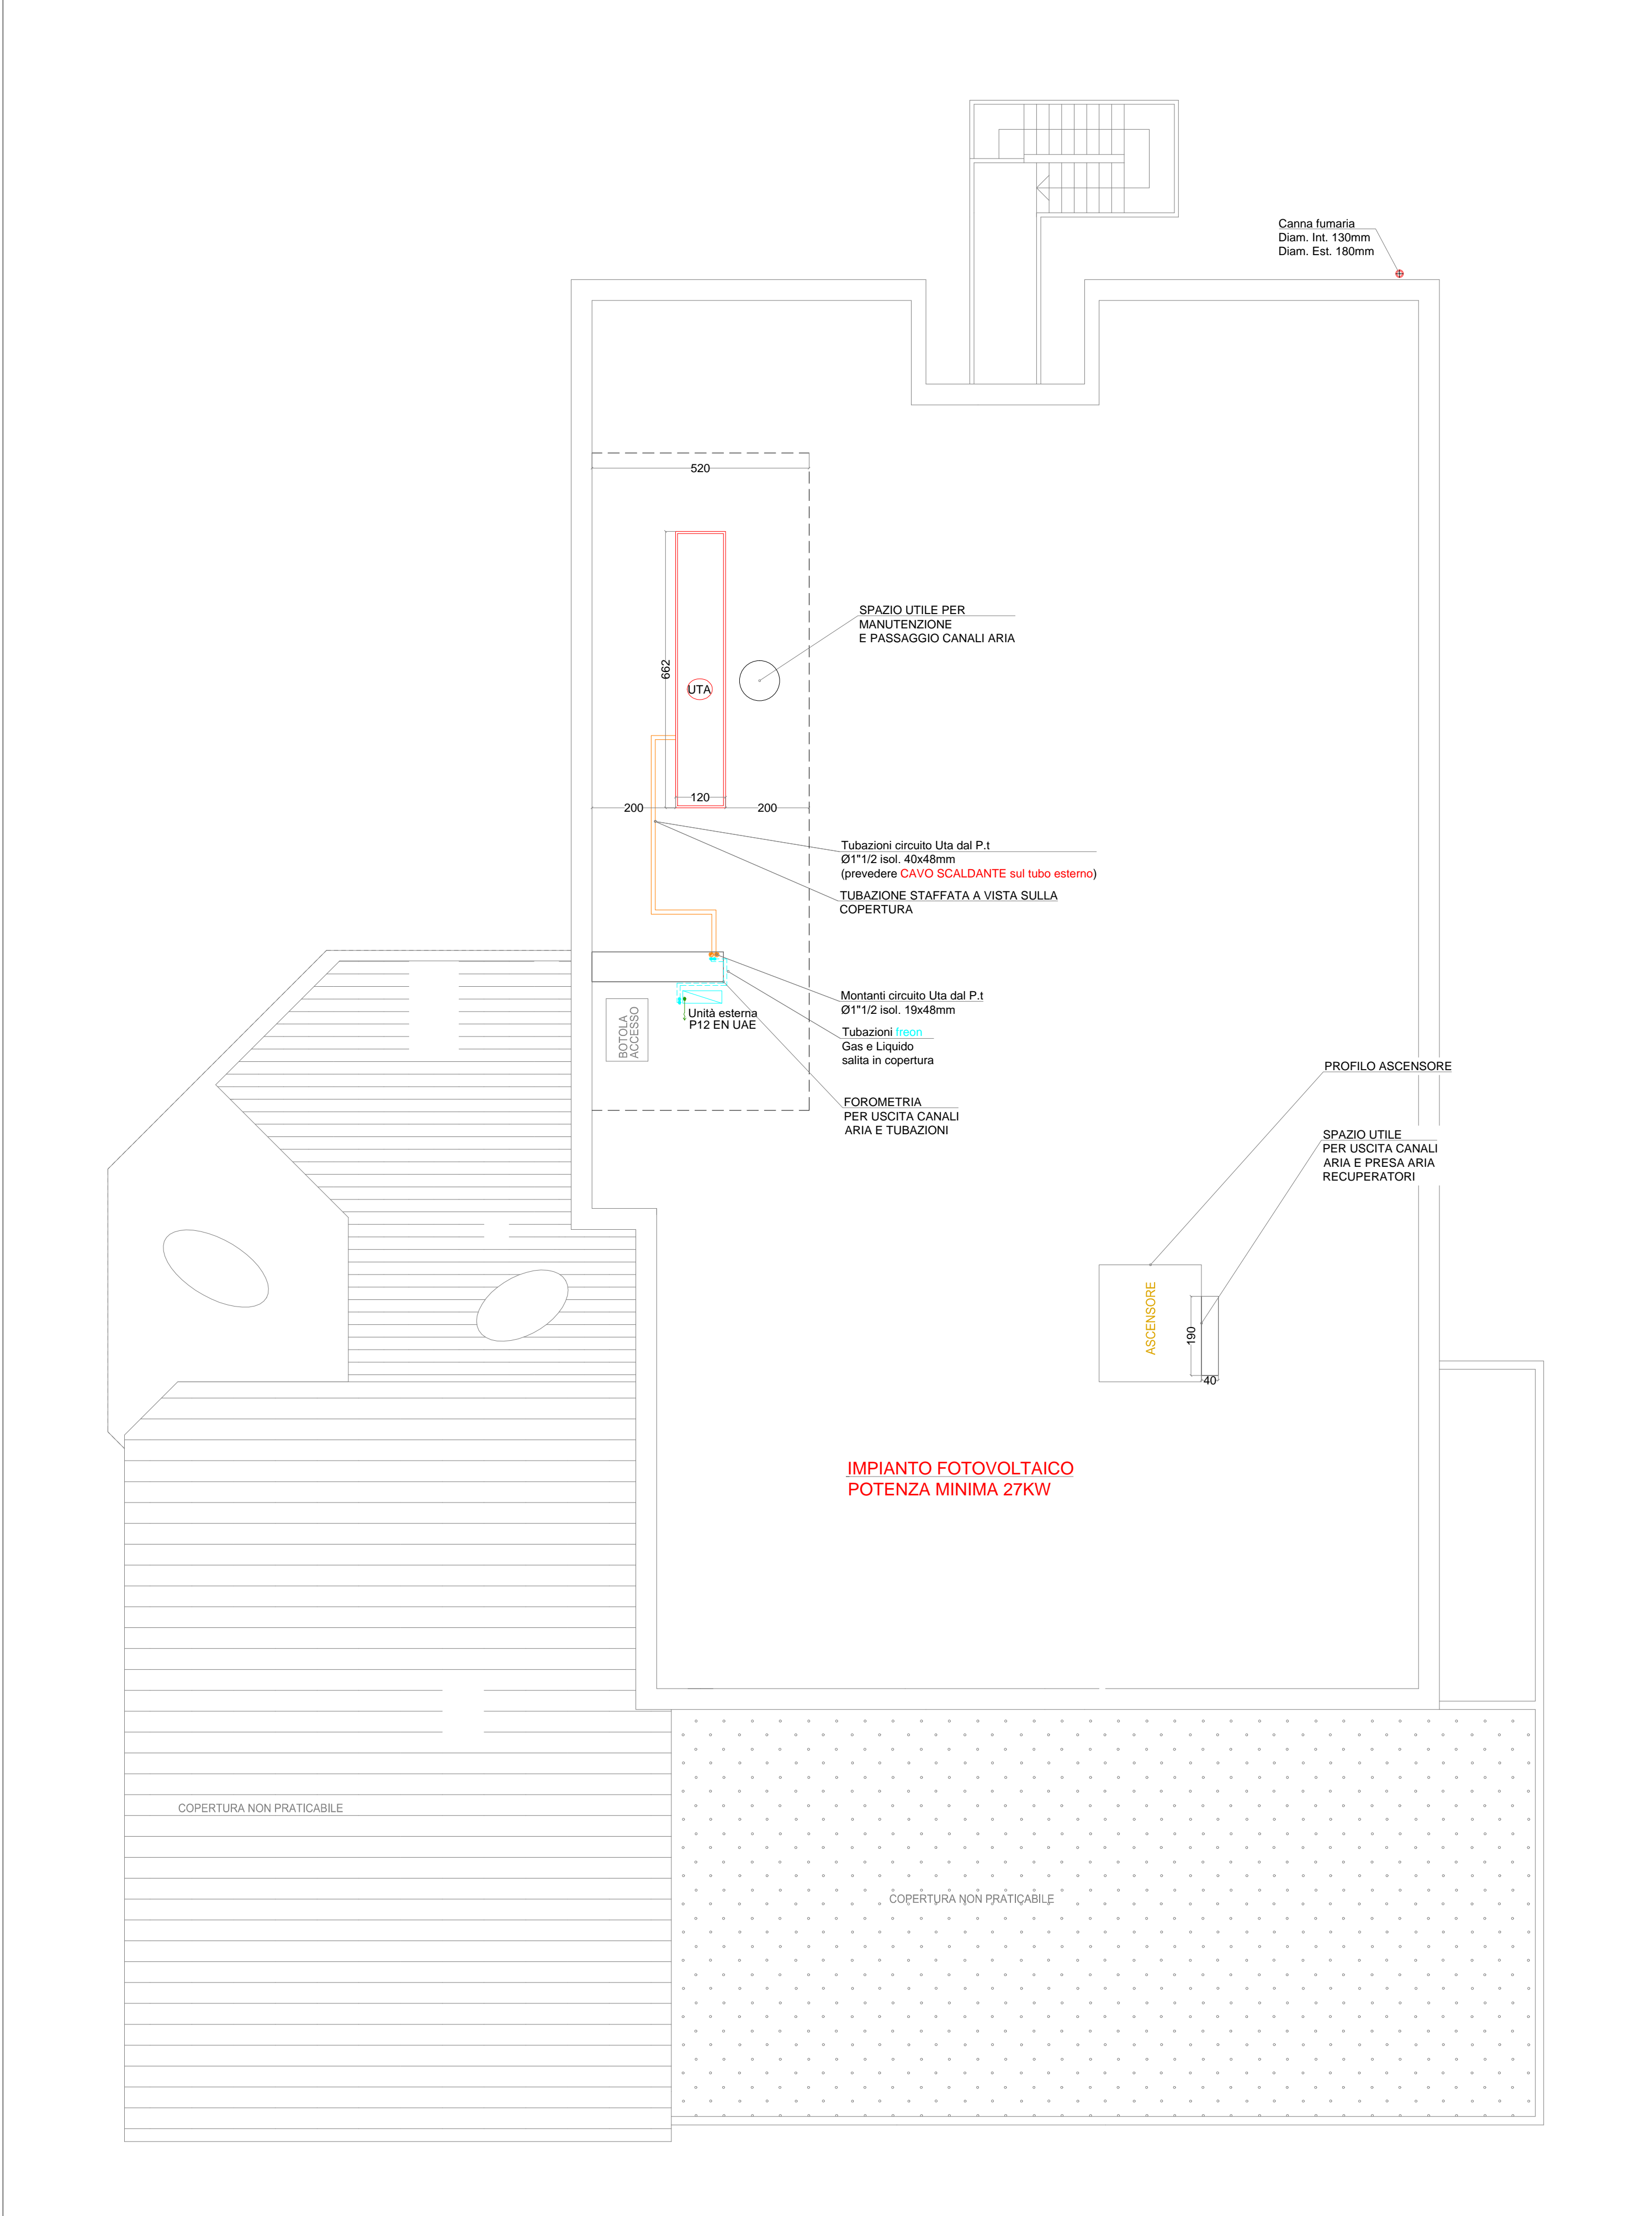 Canna fumaria
Diam. Int. 130mm
Diam. Est. 180mm
520
SPAZIO UTILE PER
MANUTENZIONE
E PASSAGGIO CANALI ARIA
662
UTA
120
200
200
Tubazioni circuito Uta dal P.t
Ø1"1/2 isol. 40x48mm
(prevedere CAVO SCALDANTE sul tubo esterno)
TUBAZIONE STAFFATA A VISTA SULLA
COPERTURA
Montanti circuito Uta dal P.t
Ø1"1/2 isol. 19x48mm
Unità esterna
P12 EN UAE
BOTOLA
ACCESSO
Tubazioni freon
Gas e Liquido
salita in copertura
FOROMETRIA
PER USCITA CANALI
ARIA E TUBAZIONI
PROFILO ASCENSORE
SPAZIO UTILE
PER USCITA CANALI
ARIA E PRESA ARIA
RECUPERATORI
ASCENSORE
190
40
IMPIANTO FOTOVOLTAICO
POTENZA MINIMA 27KW
COPERTURA NON PRATICABILE
COPERTURA NON PRATICABILE